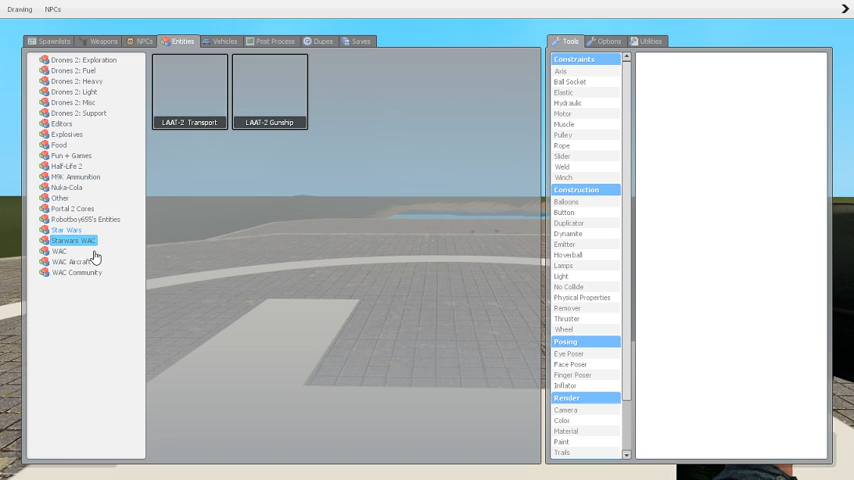 Drawing NPCs
Spawnlists Weapons NPCs Entities Vehicles Post Process Dupes Saves
Drones 2: Exploration
Drones 2: Fuel
Drones 2: Heavy
Drones 2: Light
Drones 2: Misc
Drones 2: Support
Editors
Explosives
Food
Fun + Games
Half-Life 2
M9K Ammunition
Nuka-Cola
Other
Portal 2 Cores
Robotboy655's Entities
Star Wars
Starwars WAC
WAC
WAC Aircraft
WAC Community
LAAT-2 Transport LAAT-2 Gunship
Tools Options Utilities
Constraints
Axis
Ball Socket
Elastic
Hydraulic
Motor
Muscle
Pulley
Rope
Slider
Weld
Winch
Construction
Balloons
Button
Duplicator
Dynamite
Emitter
Hoverball
Lamps
Light
No Collide
Physical Properties
Remover
Thruster
Wheel
Posing
Eye Poser
Face Poser
Finger Poser
Inflator
Render
Camera
Color
Material
Paint
Trails